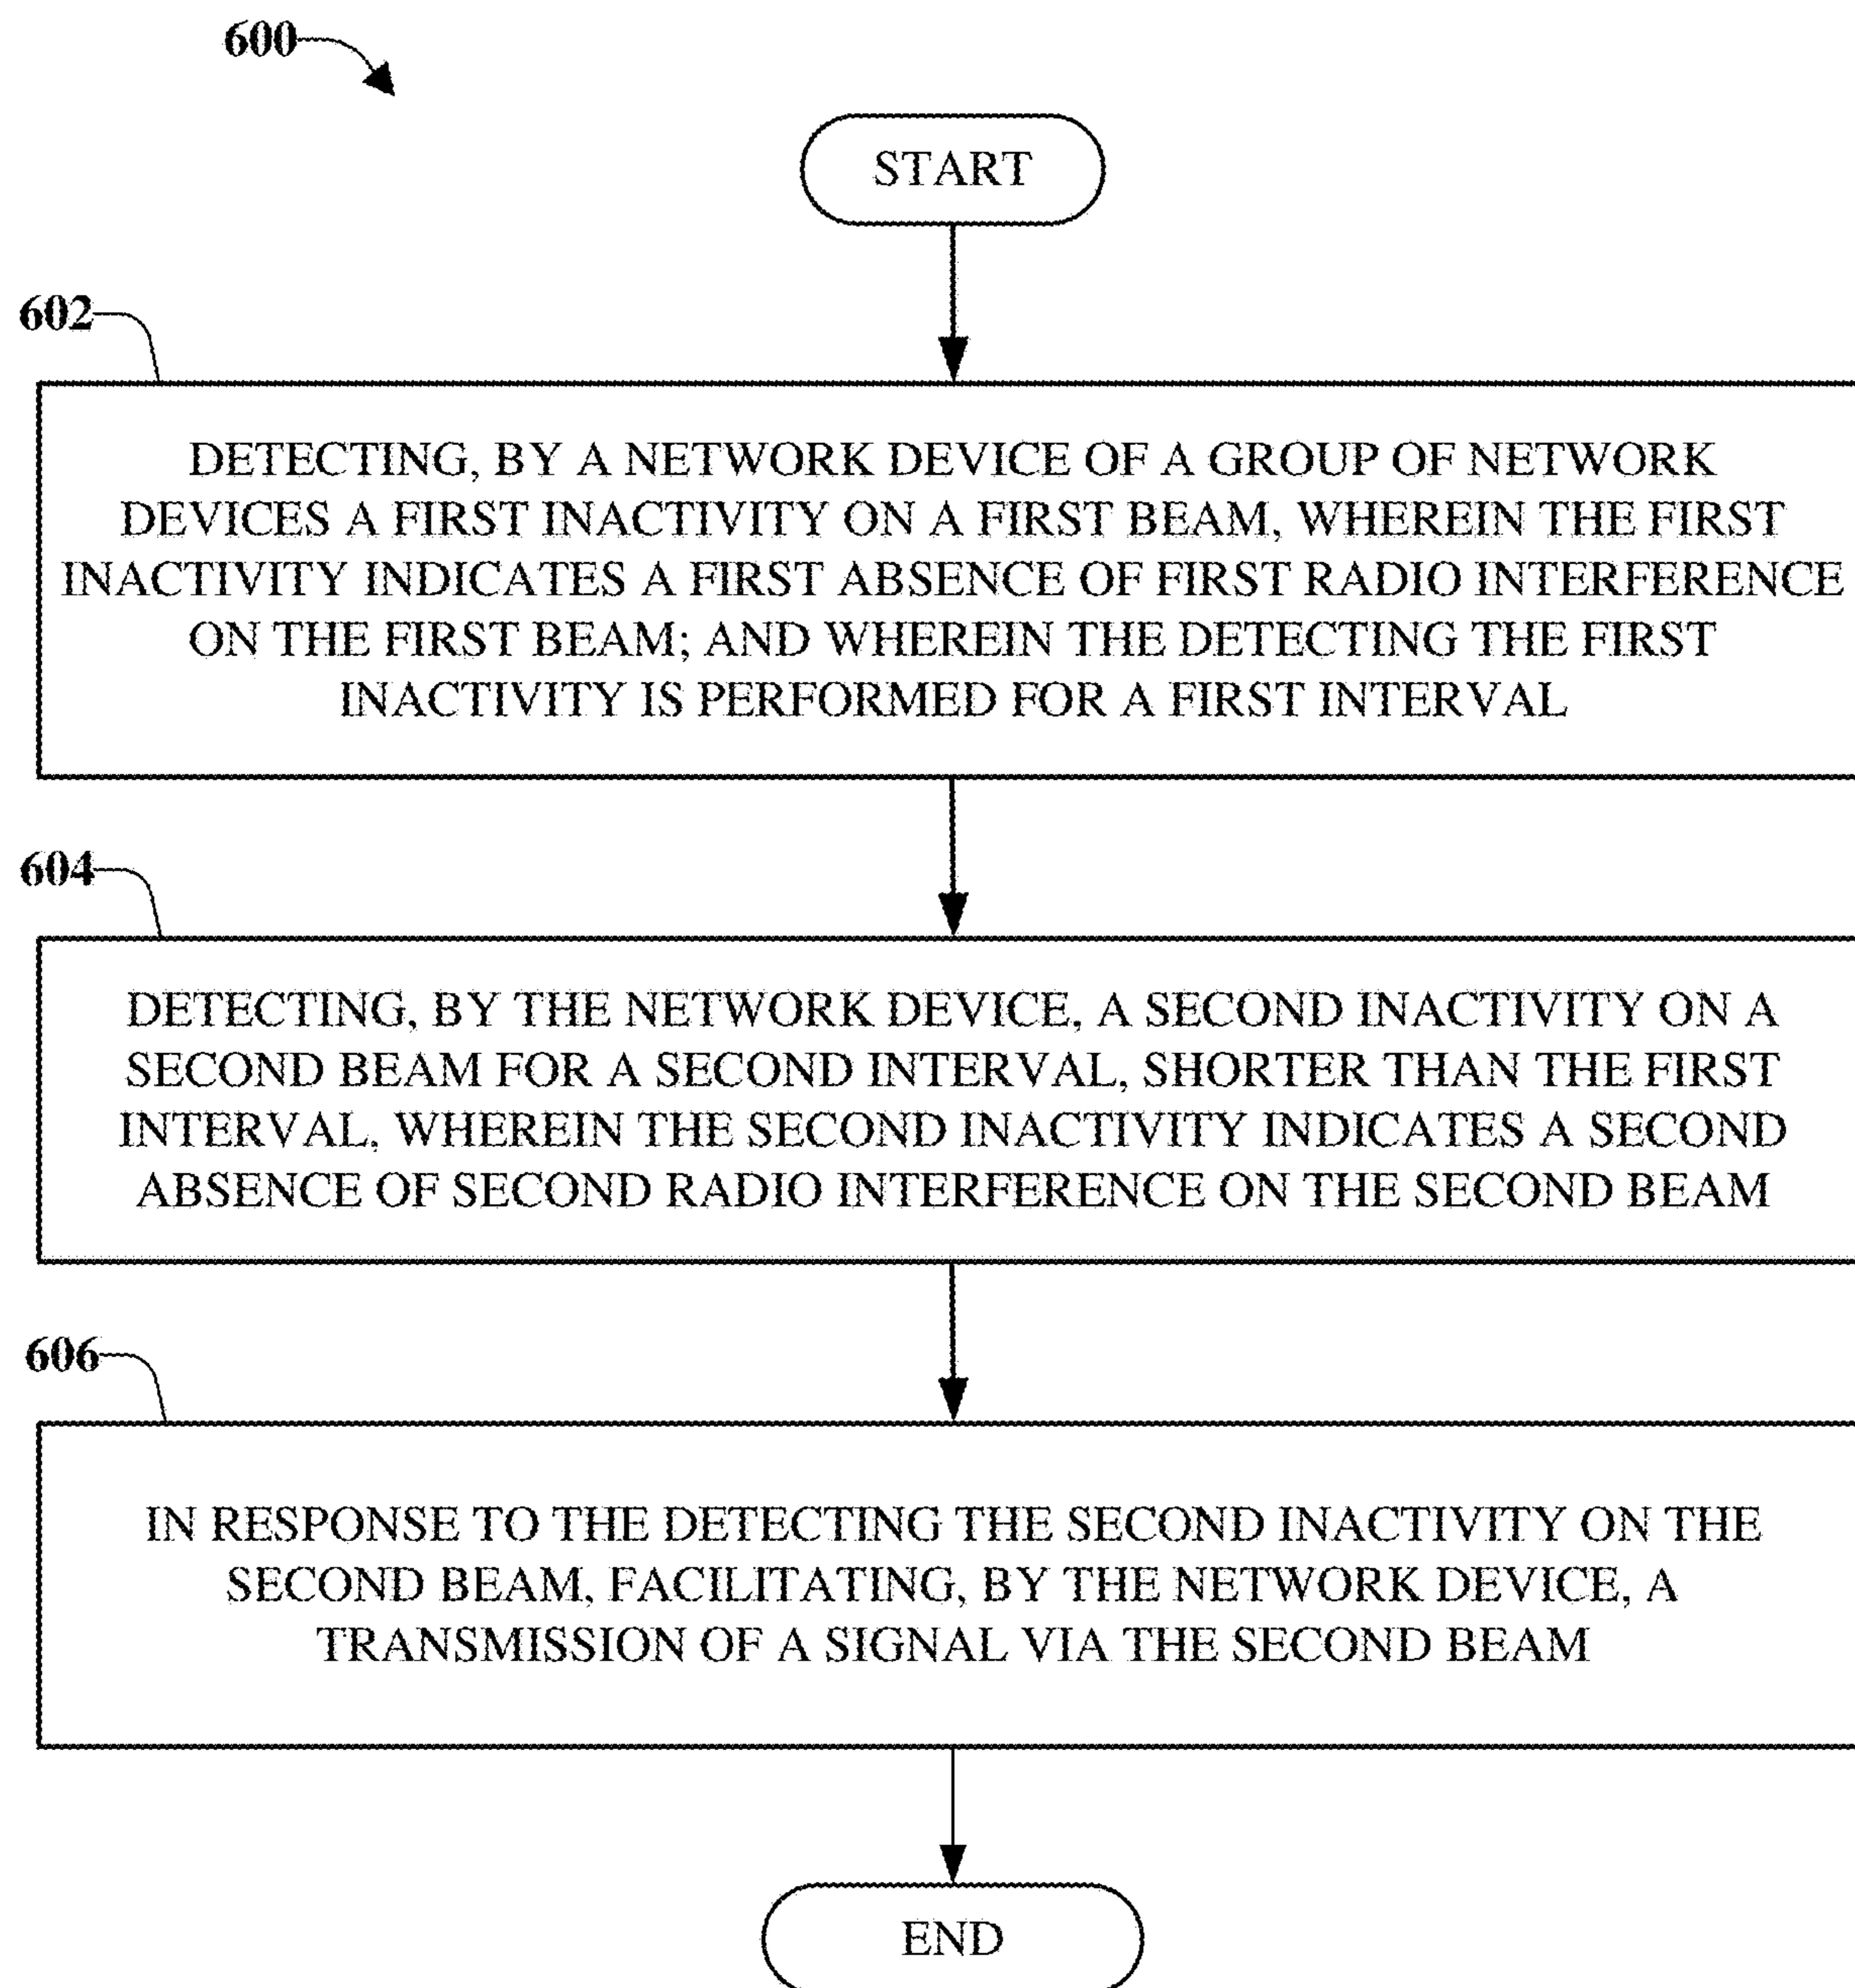 600
START
602
DETECTING, BY A NETWORK DEVICE OF A GROUP OF NETWORK
DEVICES A FIRST INACTIVITY ON A FIRST BEAM, WHEREIN THE FIRST
INACTIVITY INDICATES A FIRST ABSENCE OF FIRST RADIO INTERFERENCE
ON THE FIRST BEAM; AND WHEREIN THE DETECTING THE FIRST
INACTIVITY IS PERFORMED FOR A FIRST INTERVAL
604
DETECTING, BY THE NETWORK DEVICE, A SECOND INACTIVITY ON A
SECOND BEAM FOR A SECOND INTERVAL, SHORTER THAN THE FIRST
INTERVAL, WHEREIN THE SECOND INACTIVITY INDICATES A SECOND
ABSENCE OF SECOND RADIO INTERFERENCE ON THE SECOND BEAM
606
IN RESPONSE TO THE DETECTING THE SECOND INACTIVITY ON THE
SECOND BEAM, FACILITATING, BY THE NETWORK DEVICE, A
TRANSMISSION OF A SIGNAL VIA THE SECOND BEAM
END